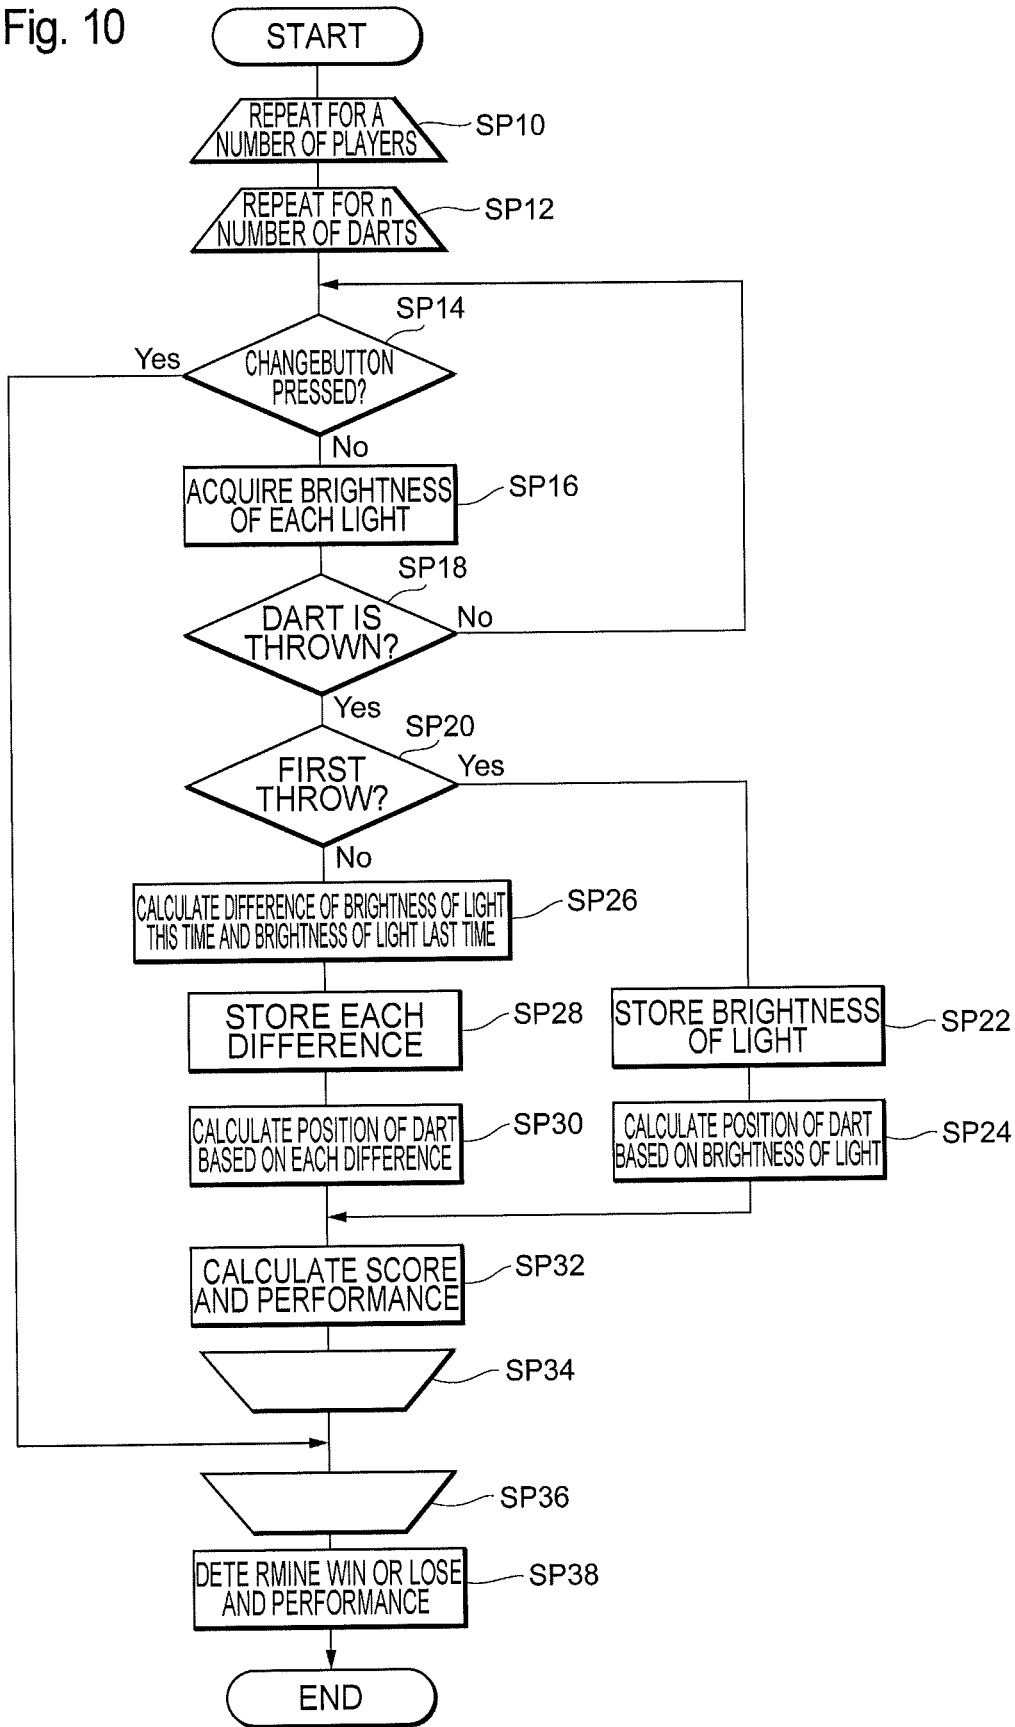 Fig. 10
START
REPEAT FOR A
NUMBER OF PLAYERS
SP10
REPEAT FOR n
NUMBER OF DARTS
SP12
SP14
Yes
CHANGEBUTTON
PRESSED?
No
ACQUIRE BRIGHTNESS
OF EACH LIGHT
SP16
SP18
DART IS
THROWN?
No
Yes
SP20
FIRST
THROW?
Yes
No
CALCULATE DIFFERENCE OF BRIGHTNESS OF LIGHT
THIS TIME AND BRIGHTNESS OF LIGHT LAST TIME
SP26
STORE EACH
DIFFERENCE
SP28
STORE BRIGHTNESS
OF LIGHT
SP22
CALCULATE POSITION OF DART
BASED ON EACH DIFFERENCE
SP30
CALCULATE POSITION OF DART
BASED ON BRIGHTNESS OF LIGHT
SP24
CALCULATE SCORE
AND PERFORMANCE
SP32
SP34
SP36
DETE RMINE WIN OR LOSE
AND PERFORMANCE
SP38
END